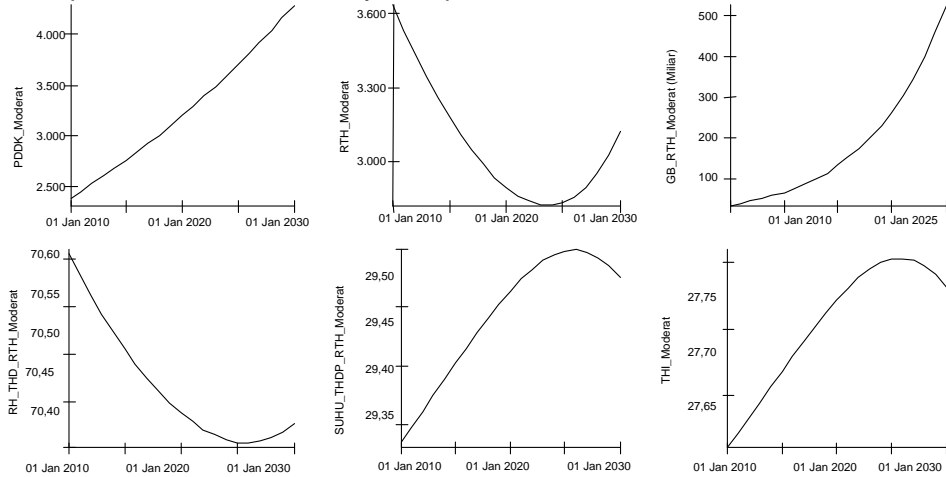 4.000
3.500
3.000
2.500
PDDK_Moderat
01 Jan 2010
01 Jan 2020
01 Jan 2030
3.600
3.300
3.000
RTH_Moderat
01 Jan 2010
01 Jan 2020
01 Jan 2030
500
400
300
200
100
GB_RTH_Moderat (Miliar)
01 Jan 2010
01 Jan 2025
70,60
70,55
70,50
70,45
70,40
RH_THD_RTH_Moderat
01 Jan 2010
01 Jan 2020
01 Jan 2030
29,50
29,45
29,40
29,35
SUHU_THDP_RTH_Moderat
01 Jan 2010
01 Jan 2020
01 Jan 2030
27,75
27,70
27,65
THI_Moderat
01 Jan 2010
01 Jan 2020
01 Jan 2030